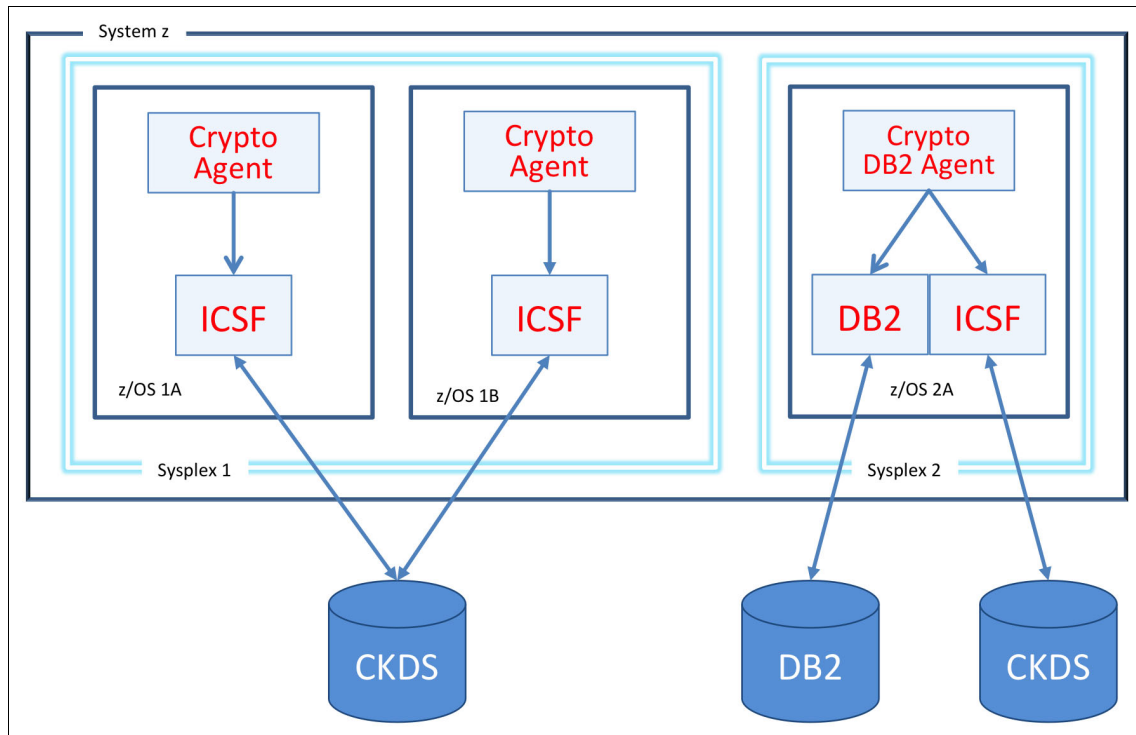 System z
Crypto
Agent
Crypto
Agent
Crypto
DB2 Agent
ICSF
ICSF
DB2
ICSF
z/OS 1A
z/OS 1B
z/OS 2A
Sysplex 1
Sysplex 2
CKDS
DB2
CKDS